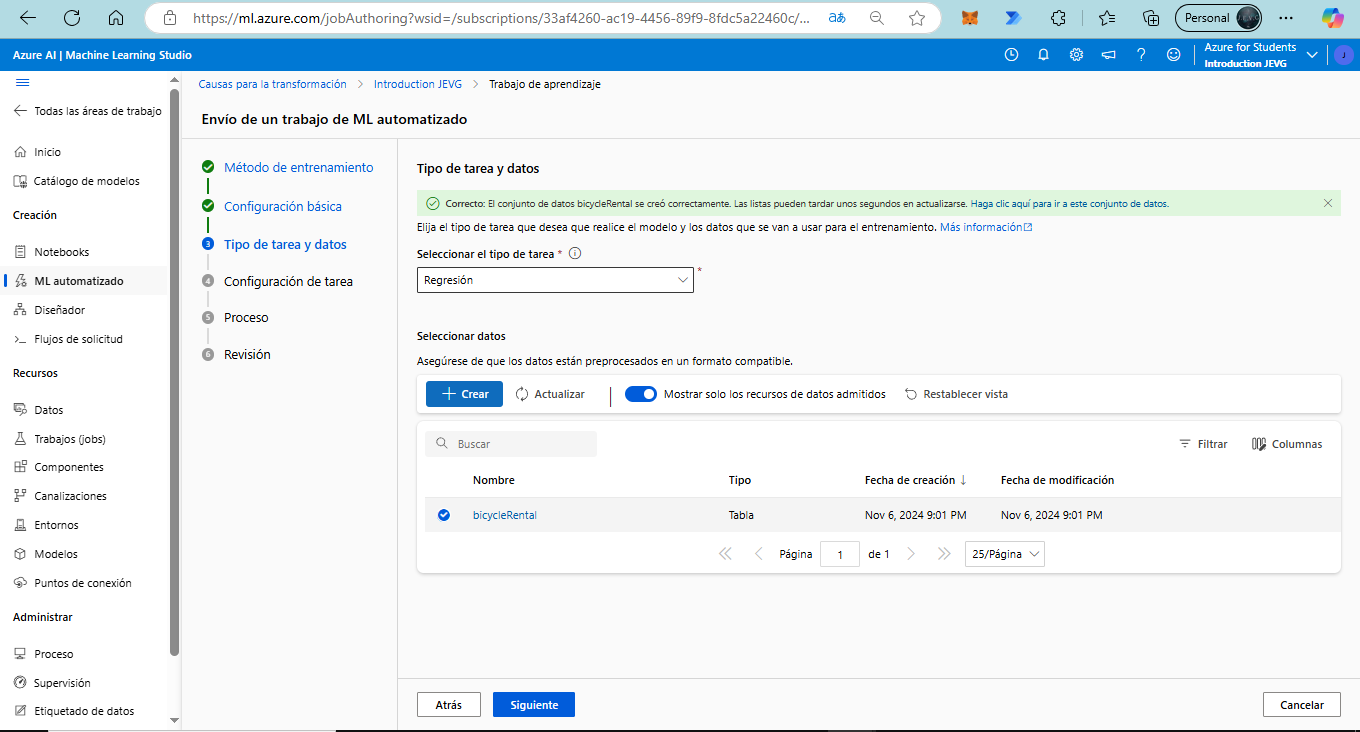 https://ml.azure.com/jobAuthoring?wsid=/subscriptions/33af4260-ac19-4456-89f9-8fdc5a22460c/...
aあ
Personal
Azure AI | Machine Learning Studio
Azure for Students
Introduction JEVG
J
Todas las áreas de trabajo
Inicio
Catálogo de modelos
Creación
Notebooks
ML automatizado
Diseñador
Flujos de solicitud
Recursos
Datos
Trabajos (jobs)
Componentes
Canalizaciones
Entornos
Modelos
Puntos de conexión
Administrar
Proceso
Supervisión
Etiquetado de datos
Causas para la transformación > Introduction JEVG > Trabajo de aprendizaje
Envío de un trabajo de ML automatizado
Método de entrenamiento
Configuración básica
3 Tipo de tarea y datos
4 Configuración de tarea
5 Proceso
6 Revisión
Tipo de tarea y datos
Correcto: El conjunto de datos bicycleRental se creó correctamente. Las listas pueden tardar unos segundos en actualizarse. Haga clic aquí para ir a este conjunto de datos.
Elija el tipo de tarea que desea que realice el modelo y los datos que se van a usar para el entrenamiento. Más información
Seleccionar el tipo de tarea *
Regresión *
Seleccionar datos
Asegúrese de que los datos están preprocesados en un formato compatible.
+ Crear Actualizar Mostrar solo los recursos de datos admitidos Restablecer vista
Buscar Filtrar Columnas
Nombre Tipo Fecha de creación ↓ Fecha de modificación
bicycleRental Tabla Nov 6, 2024 9:01 PM Nov 6, 2024 9:01 PM
Página 1 de 1 25/Página
Atrás Siguiente Cancelar